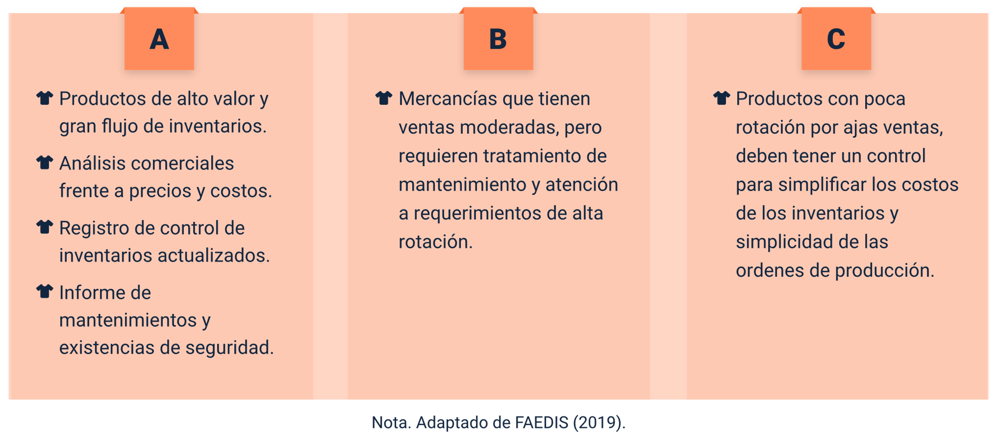 A
Productos de alto valor y
gran flujo de inventarios.
Análisis comerciales
frente a precios y costos.
Registro de control de
inventarios actualizados.
Informe de
mantenimientos y
existencias de seguridad.
B
Mercancías que tienen
ventas moderadas, pero
requieren tratamiento de
mantenimiento y atención
a requerimientos de alta
rotación.
C
Productos con poca
rotación por ajas ventas,
deben tener un control
para simplificar los costos
de los inventarios y
simplicidad de las
ordenes de producción.
Nota. Adaptado de FAEDIS (2019).